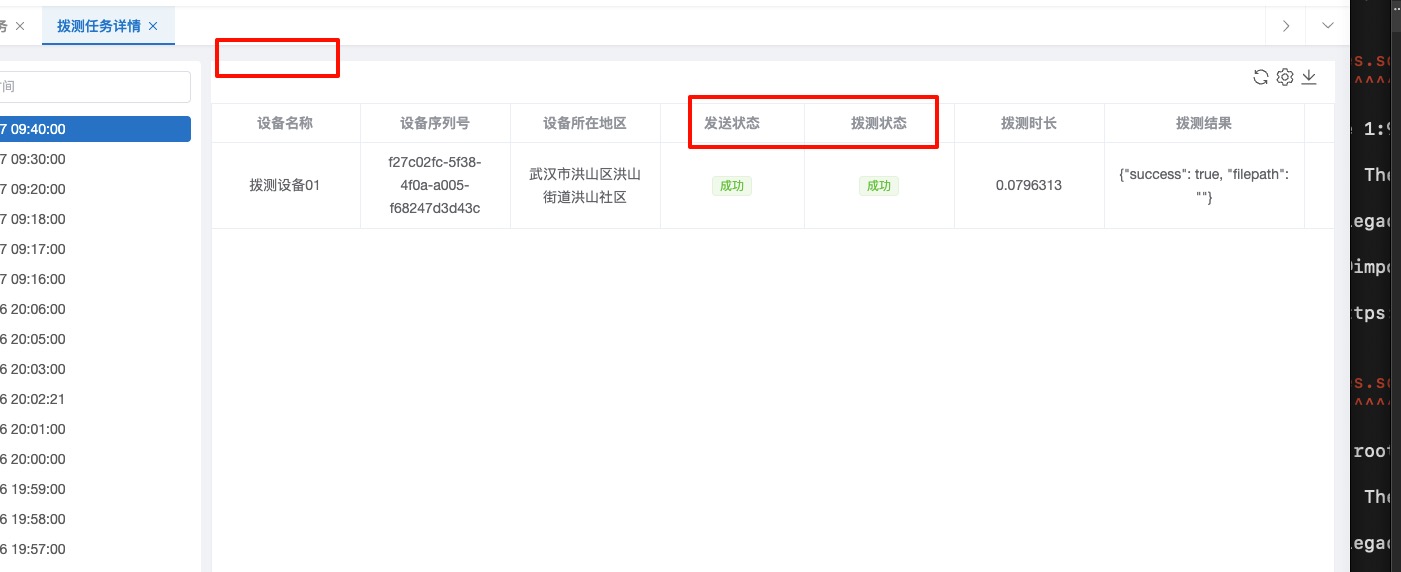 务
拨测任务详情
时间
7 09:40:00
7 09:30:00
7 09:20:00
7 09:18:00
7 09:17:00
7 09:16:00
6 20:06:00
6 20:05:00
6 20:03:00
6 20:02:21
6 20:01:00
6 20:00:00
6 19:59:00
6 19:58:00
6 19:57:00
设备名称 设备序列号 设备所在地区 发送状态 拨测状态 拨测时长 拨测结果
拨测设备01
f27c02fc-5f38-
4f0a-a005-
f68247d3d43c
武汉市洪山区洪山
街道洪山社区
成功
成功
0.0796313
{"success": true, "filepath":
""}
^^^^
1:9
The
egac
impo
tps:
^^^^
root
The
egac